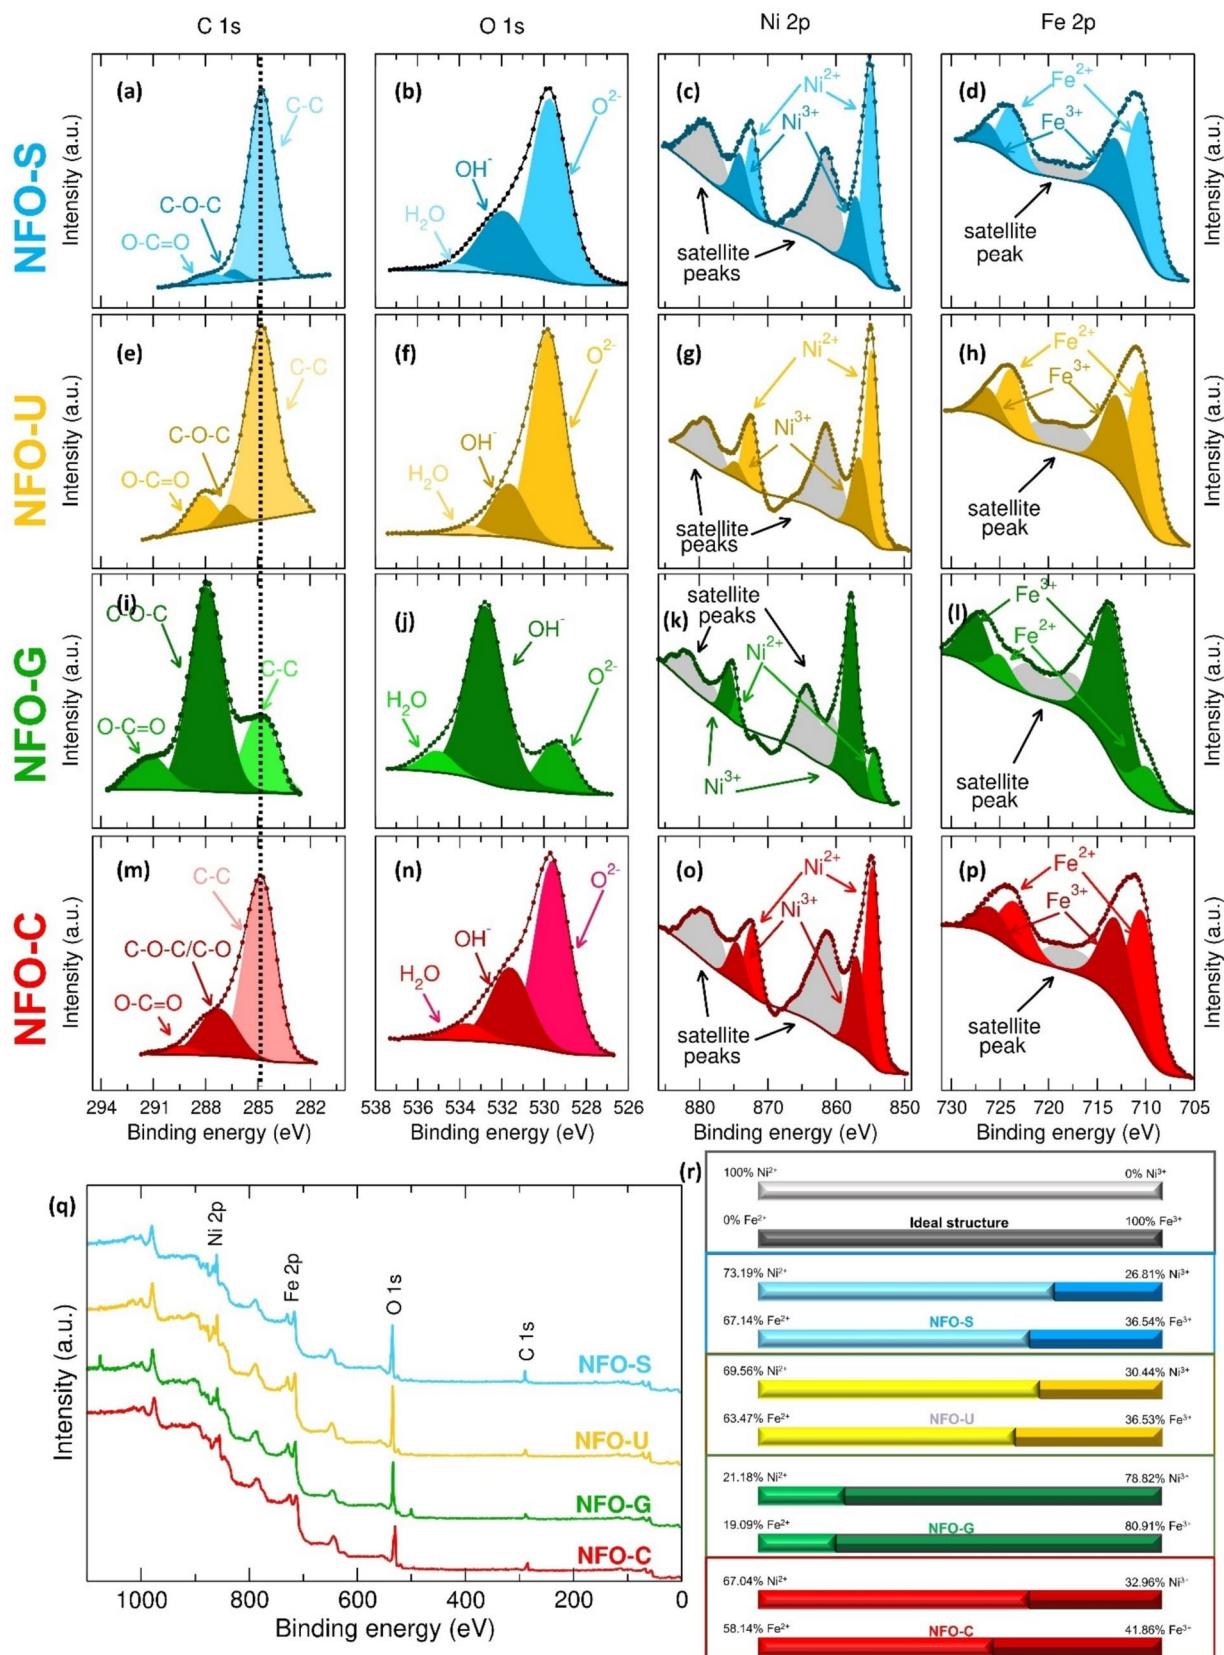 C 1s
O 1s
Ni 2p
Fe 2p
NFO-S
Intensity (a.u.)
(a)
C-C
C-O-C
O-C=O
(b)
O²⁻
OH⁻
H₂O
(c)
Ni²⁺
Ni³⁺
satellite
peaks
(d)
Fe²⁺
Fe³⁺
satellite
peak
Intensity (a.u.)
NFO-U
Intensity (a.u.)
(e)
C-C
C-O-C
O-C=O
(f)
O²⁻
OH⁻
H₂O
(g)
Ni²⁺
Ni³⁺
satellite
peaks
(h)
Fe²⁺
Fe³⁺
satellite
peak
Intensity (a.u.)
NFO-G
Intensity (a.u.)
(i)
C-O-C
C-C
O-C=O
(j)
OH⁻
O²⁻
H₂O
satellite
peaks
(k)
Ni²⁺
Ni³⁺
(l)
Fe³⁺
Fe²⁺
satellite
peak
Intensity (a.u.)
NFO-C
Intensity (a.u.)
(m)
C-C
C-O-C/C-O
O-C=O
(n)
O²⁻
OH⁻
H₂O
(o)
Ni²⁺
Ni³⁺
satellite
peaks
(p)
Fe²⁺
Fe³⁺
satellite
peak
Intensity (a.u.)
294 291 288 285 282
538 536 534 532 530 528 526
880 870 860 850
730 725 720 715 710 705
Binding energy (eV)
Binding energy (eV)
Binding energy (eV)
Binding energy (eV)
(q)
Ni 2p
Fe 2p
O 1s
C 1s
NFO-S
NFO-U
NFO-G
NFO-C
Intensity (a.u.)
1000 800 600 400 200 0
Binding energy (eV)
(r)
100% Ni²⁺ 0% Ni³⁺
0% Fe²⁺ Ideal structure 100% Fe³⁺
73.19% Ni²⁺ 26.81% Ni³⁺
67.14% Fe²⁺ NFO-S 36.54% Fe³⁺
69.56% Ni²⁺ 30.44% Ni³⁺
63.47% Fe²⁺ NFO-U 36.53% Fe³⁺
21.18% Ni²⁺ 78.82% Ni³⁺
19.09% Fe²⁺ NFO-G 80.91% Fe³⁺
67.04% Ni²⁺ 32.96% Ni³⁺
58.14% Fe²⁺ NFO-C 41.86% Fe³⁺